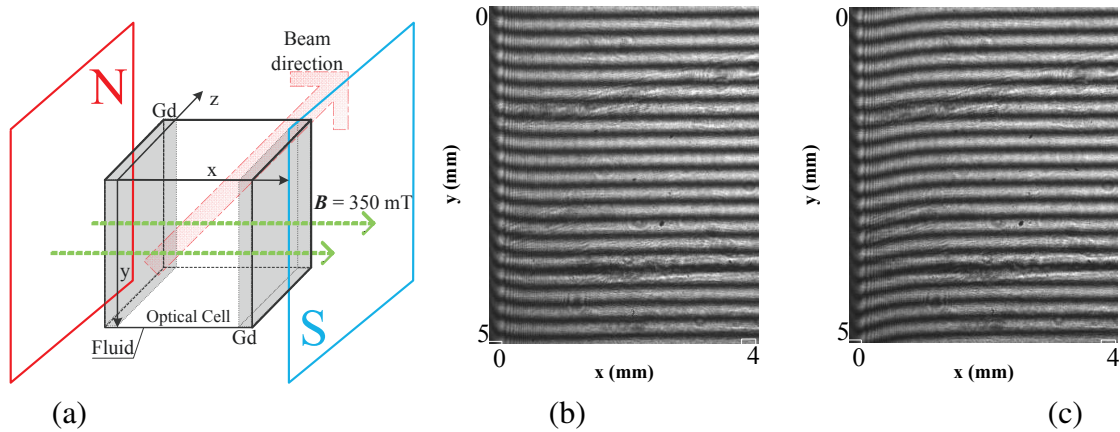 N
Gd
z
Beam
direction
x
B = 350 mT
y
Optical Cell
Fluid
Gd
S
(a)
0
y (mm)
5
0
4
x (mm)
(b)
0
y (mm)
5
0
4
x (mm)
(c)